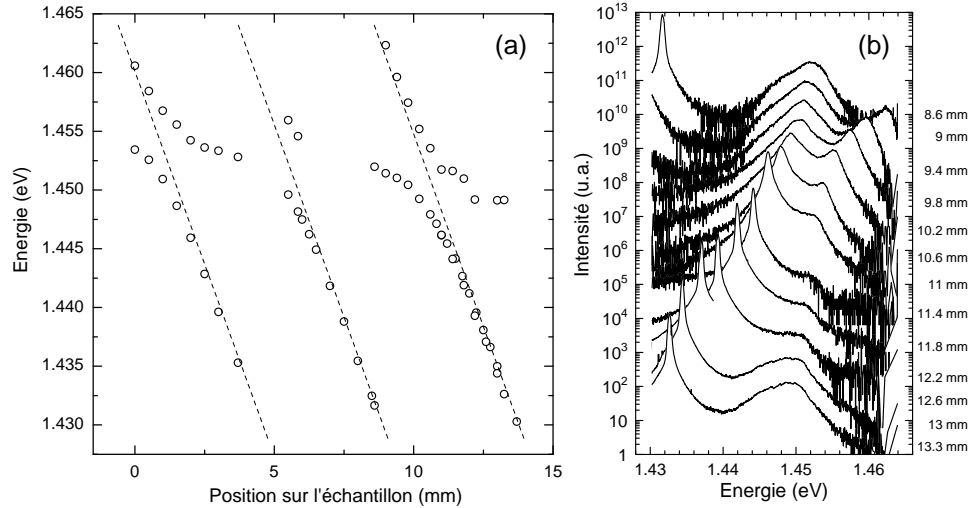 (a)
1.465
1.460
1.455
1.450
1.445
1.440
1.435
1.430
Energie (eV)
0
5
10
15
Position sur l'échantillon (mm)
(b)
10^13
10^12
10^11
10^10
10^9
10^8
10^7
10^6
10^5
10^4
10^3
10^2
10
1
Intensité (u.a.)
1.43
1.44
1.45
1.46
Energie (eV)
8.6 mm
9 mm
9.4 mm
9.8 mm
10.2 mm
10.6 mm
11 mm
11.4 mm
11.8 mm
12.2 mm
12.6 mm
13 mm
13.3 mm